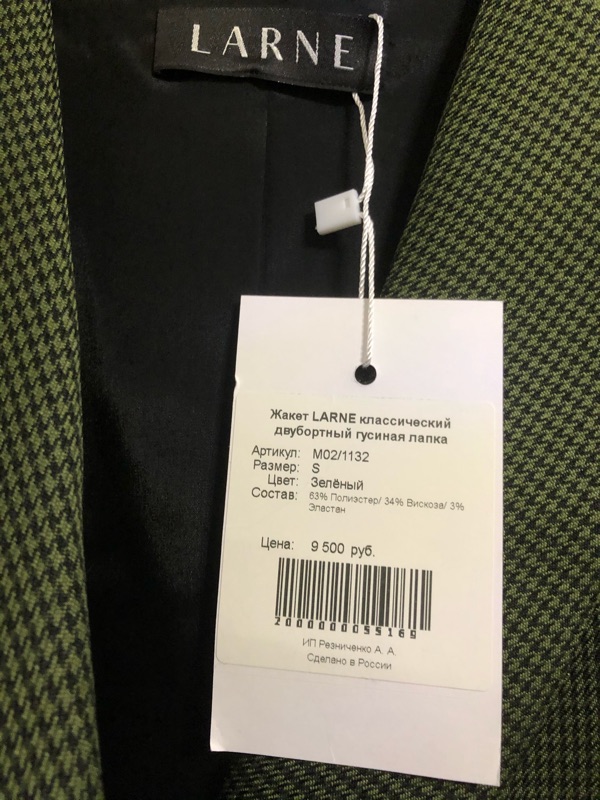 LARNE
Жакет LARNE классический
двубортный гусиная лапка
Артикул: М02/1132
Размер: S
Цвет: Зелёный
Состав: 63% Полиэстер/ 34% Вискоза/ 3%
Эластан
Цена: 9 500 руб.
2000000055169
ИП Резниченко А. А.
Сделано в России